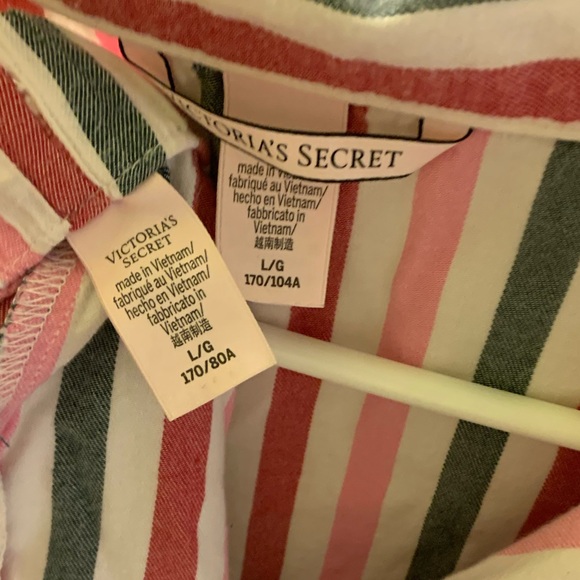 VICTORIA'S SECRET
made in Vietnam/
fabriqué au Vietnam/
hecho en Vietnam/
fabbricato in
Vietnam/
越南制造
L/G
170/104A
VICTORIA'S
SECRET
made in Vietnam/
fabriqué au Vietnam/
hecho en Vietnam/
fabbricato in
Vietnam/
越南制造
L/G
170/80A